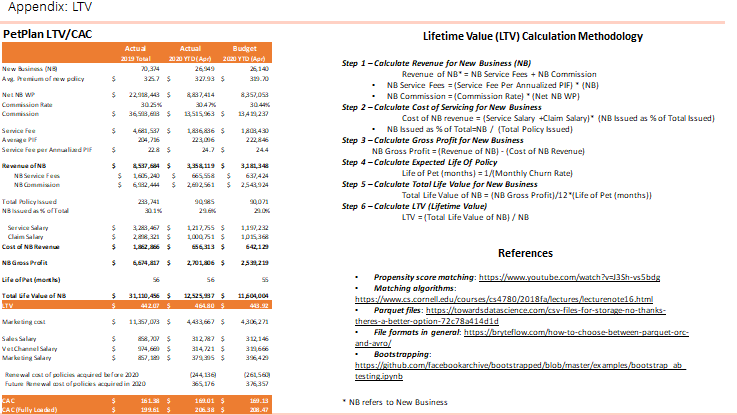 Appendix: LTV
PetPlan LTV/CAC
Actual Actual Budget
2019 Total 2020 YTD (Apr) 2020 YTD (Apr)
New Business (NB) 70,374 26,949 26,140
Avg. Premium of new policy $ 325.7 $ 327.93 $ 319.70
Net NB WP $ 22,918,443 $ 8,837,414 8,357,053
Commission Rate 30.25% 30.47% 30.44%
Commission $ 36,593,693 $ 13,515,963 $ 13,419,237
Service Fee $ 4,681,537 $ 1,836,836 $ 1,808,430
Average PIF 204,716 223,096 222,846
Service Fee per Annualized PIF $ 22.8 $ 24.7 $ 24.4
Revenue of NB $ 8,537,684 $ 3,358,119 $ 3,181,348
NB Service Fees $ 1,605,240 $ 665,558 $ 637,424
NB Commission $ 6,932,444 $ 2,692,561 $ 2,543,924
Total Policy Issued 233,741 90,985 90,071
NB Issued as % of Total 30.1% 29.6% 29.0%
Service Salary $ 3,283,467 $ 1,217,755 $ 1,197,232
Claim Salary $ 2,898,321 $ 1,000,751 $ 1,015,368
Cost of NB Revenue $ 1,862,866 $ 656,313 $ 642,129
NB Gross Profit $ 6,674,817 $ 2,701,806 $ 2,539,219
Life of Pet (months) 56 56 55
Total Life Value of NB $ 31,110,456 $ 12,525,937 $ 11,604,004
LTV $ 442.07 $ 464.80 $ 443.92
Marketing cost $ 11,357,073 $ 4,433,667 $ 4,306,271
Sales Salary $ 858,707 $ 312,787 $ 312,146
Vet Channel Salary $ 974,669 $ 314,721 $ 319,666
Marketing Salary $ 857,189 $ 379,395 $ 396,429
Renewal cost of policies acquired before 2020 (244,136) (261,560)
Future Renewal cost of policies acquired in 2020 365,176 376,357
CAC $ 161.38 $ 169.01 $ 169.13
CAC (Fully Loaded) $ 199.61 $ 206.38 $ 208.47
Lifetime Value (LTV) Calculation Methodology
Step 1 – Calculate Revenue for New Business (NB)
Revenue of NB* = NB Service Fees + NB Commission
• NB Service Fees = (Service Fee Per Annualized PIF) * (NB)
• NB Commission = (Commission Rate) * (Net NB WP)
Step 2 – Calculate Cost of Servicing for New Business
Cost of NB revenue = (Service Salary +Claim Salary)* (NB Issued as % of Total Issued)
• NB Issued as % of Total=NB / (Total Policy Issued)
Step 3 – Calculate Gross Profit for New Business
NB Gross Profit = (Revenue of NB) - (Cost of NB Revenue)
Step 4 – Calculate Expected Life Of Policy
Life of Pet (months) = 1/(Monthly Churn Rate)
Step 5 – Calculate Total Life Value for New Business
Total Life Value of NB = (NB Gross Profit)/12*(Life of Pet (months))
Step 6 – Calculate LTV (Lifetime Value)
LTV = (Total Life Value of NB) / NB
References
• Propensity score matching: https://www.youtube.com/watch?v=J3Sh-vs5bdg
• Matching algorithms:
https://www.cs.cornell.edu/courses/cs4780/2018fa/lectures/lecturenote16.html
• Parquet files: https://towardsdatascience.com/csv-files-for-storage-no-thanks-
theres-a-better-option-72c78a414d1d
• File formats in general: https://bryteflow.com/how-to-choose-between-parquet-orc-
and-avro/
• Bootstrapping:
https://github.com/facebookarchive/bootstrapped/blob/master/examples/bootstrap_ab_
testing.ipynb
* NB refers to New Business